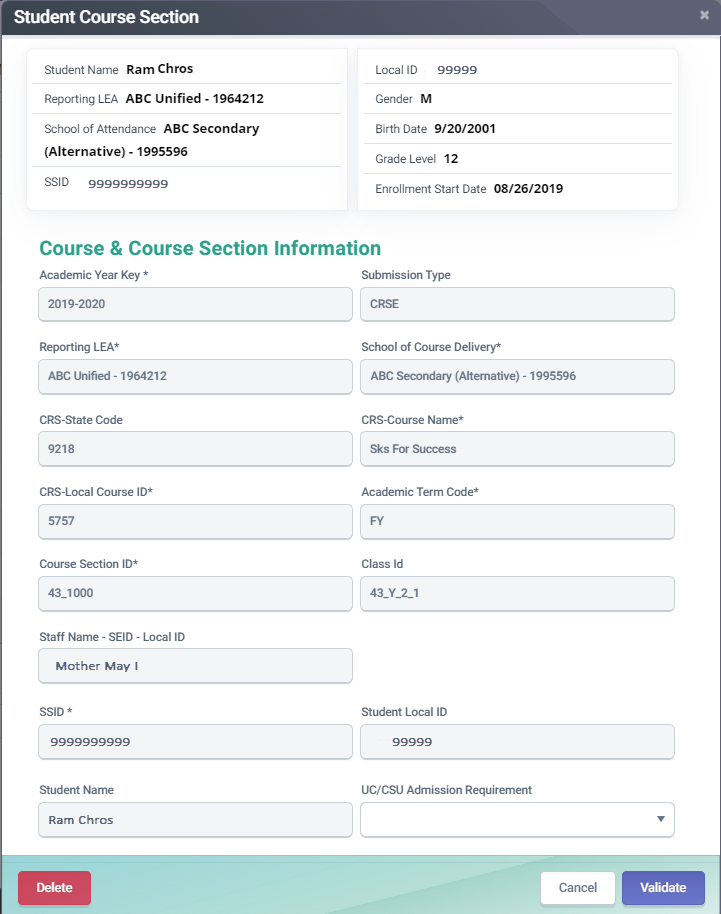 Student Course Section
Student Name Ram Chros
Reporting LEA ABC Unified - 1964212
School of Attendance ABC Secondary
(Alternative) - 1995596
SSID 9999999999
Local ID 99999
Gender M
Birth Date 9/20/2001
Grade Level 12
Enrollment Start Date 08/26/2019
Course & Course Section Information
Academic Year Key * Submission Type
2019-2020 CRSE
Reporting LEA* School of Course Delivery*
ABC Unified - 1964212 ABC Secondary (Alternative) - 1995596
CRS-State Code CRS-Course Name*
9218 Sks For Success
CRS-Local Course ID* Academic Term Code*
5757 FY
Course Section ID* Class Id
43_1000 43_Y_2_1
Staff Name - SEID - Local ID
Mother May I
SSID * Student Local ID
9999999999 99999
Student Name UC/CSU Admission Requirement
Ram Chros
Delete Cancel Validate